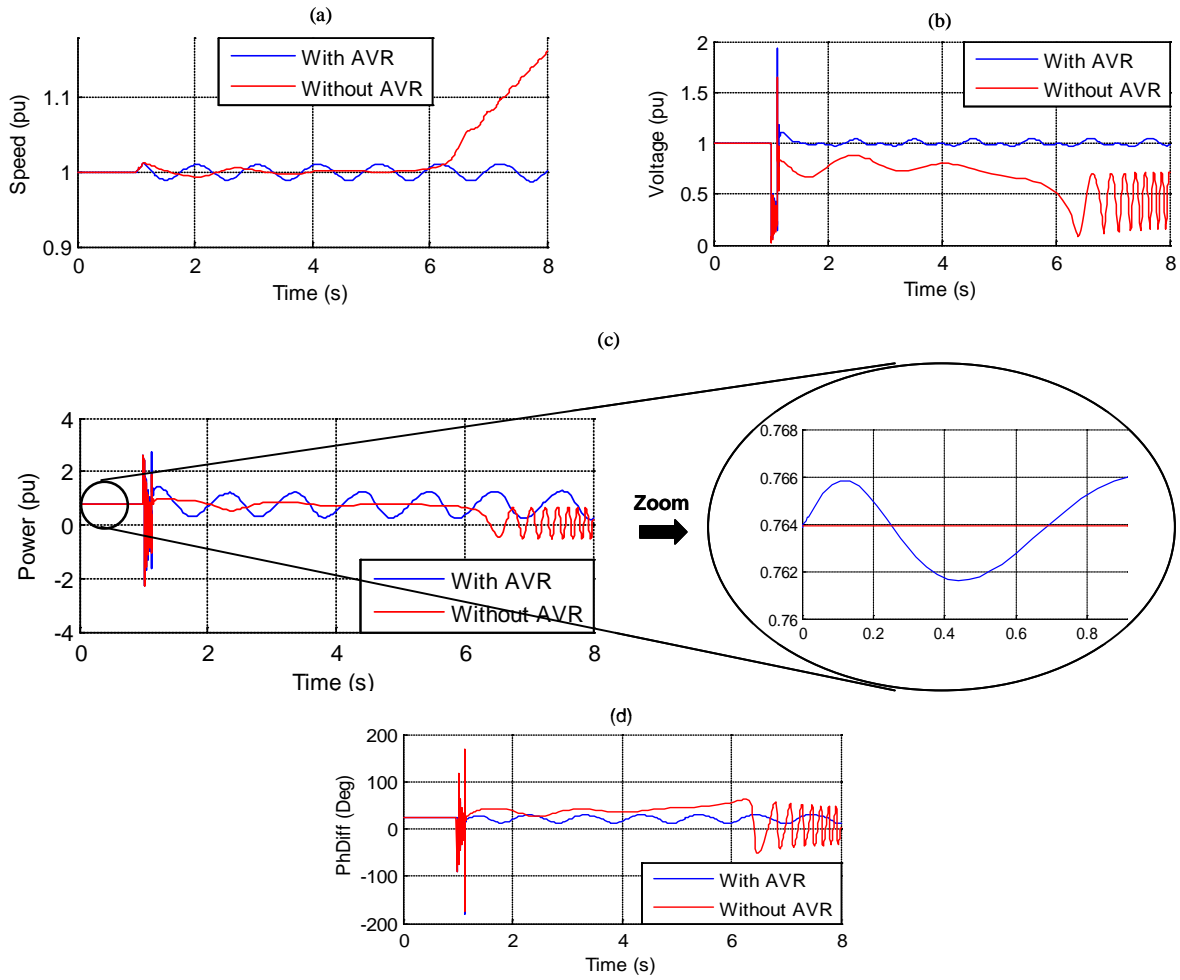 (a)
With AVR
Without AVR
1.1
1
0.9
Speed (pu)
0 2 4 6 8
Time (s)
(b)
With AVR
Without AVR
2
1.5
1
0.5
0
Voltage (pu)
0 2 4 6 8
Time (s)
(c)
4
2
0
-2
-4
Power (pu)
With AVR
Without AVR
0 2 4 6 8
Time (s)
Zoom
0.768
0.766
0.764
0.762
0.76
0 0.2 0.4 0.6 0.8
(d)
200
100
0
-100
-200
PhDiff (Deg)
With AVR
Without AVR
0 2 4 6 8
Time (s)